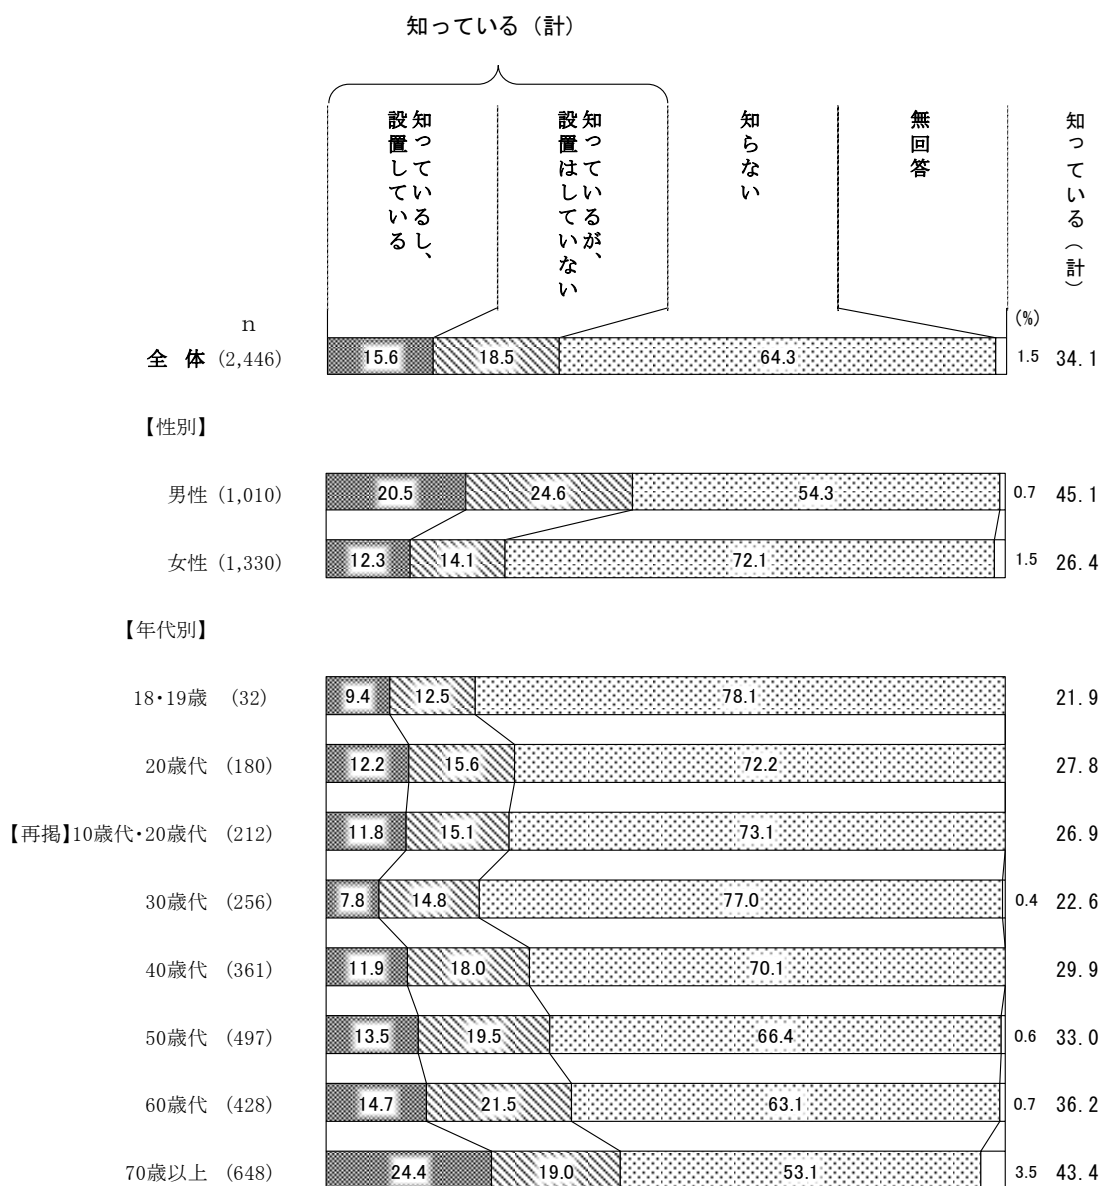 知っている（計）
知っているし、
設置している
知っているが、
設置はしていない
知らない
無回答
知っている（計）
n
(%)
全 体 (2,446) 15.6 18.5 64.3 1.5 34.1
【性別】
男性 (1,010) 20.5 24.6 54.3 0.7 45.1
女性 (1,330) 12.3 14.1 72.1 1.5 26.4
【年代別】
18・19歳 (32) 9.4 12.5 78.1 21.9
20歳代 (180) 12.2 15.6 72.2 27.8
【再掲】10歳代・20歳代 (212) 11.8 15.1 73.1 26.9
30歳代 (256) 7.8 14.8 77.0 0.4 22.6
40歳代 (361) 11.9 18.0 70.1 29.9
50歳代 (497) 13.5 19.5 66.4 0.6 33.0
60歳代 (428) 14.7 21.5 63.1 0.7 36.2
70歳以上 (648) 24.4 19.0 53.1 3.5 43.4